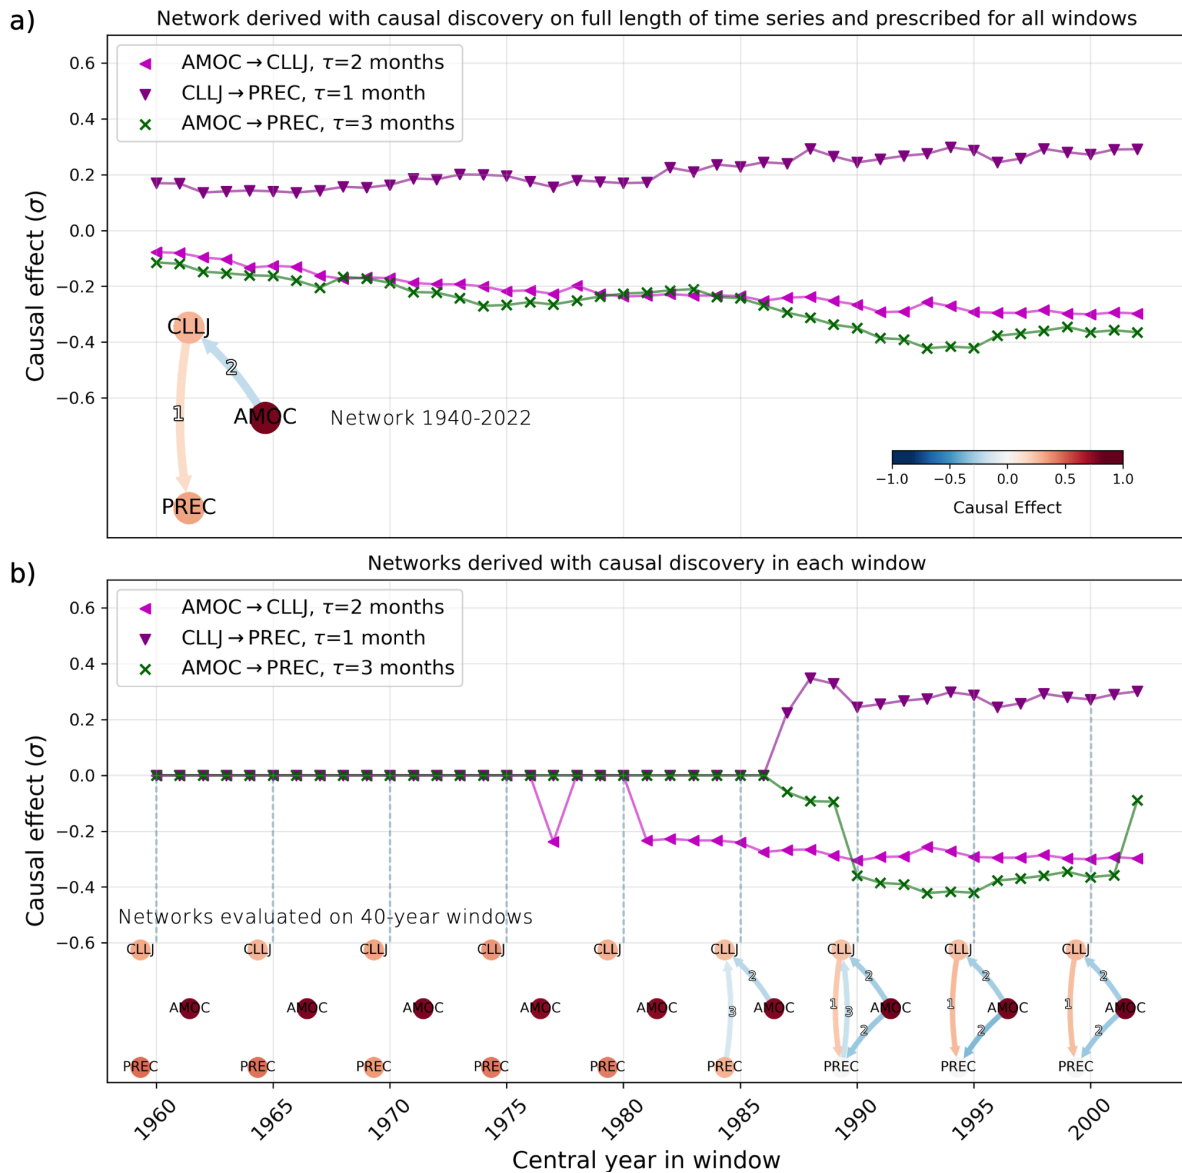 a)
Network derived with causal discovery on full length of time series and prescribed for all windows
AMOC→CLLJ, τ=2 months
CLLJ→PREC, τ=1 month
AMOC→PREC, τ=3 months
0.6
0.4
0.2
0.0
−0.2
−0.4
−0.6
Causal effect (σ)
CLLJ
2
1
AMOC
Network 1940-2022
PREC
−1.0 −0.5 0.0 0.5 1.0
Causal Effect
b)
Networks derived with causal discovery in each window
AMOC→CLLJ, τ=2 months
CLLJ→PREC, τ=1 month
AMOC→PREC, τ=3 months
0.6
0.4
0.2
0.0
−0.2
−0.4
−0.6
Causal effect (σ)
Networks evaluated on 40-year windows
CLLJ CLLJ CLLJ CLLJ CLLJ CLLJ CLLJ CLLJ CLLJ
2 2 2 2
AMOC AMOC AMOC AMOC AMOC AMOC AMOC AMOC AMOC
3 1 3 1 1
2 2 2
PREC PREC PREC PREC PREC PREC PREC PREC PREC
1960 1965 1970 1975 1980 1985 1990 1995 2000
Central year in window